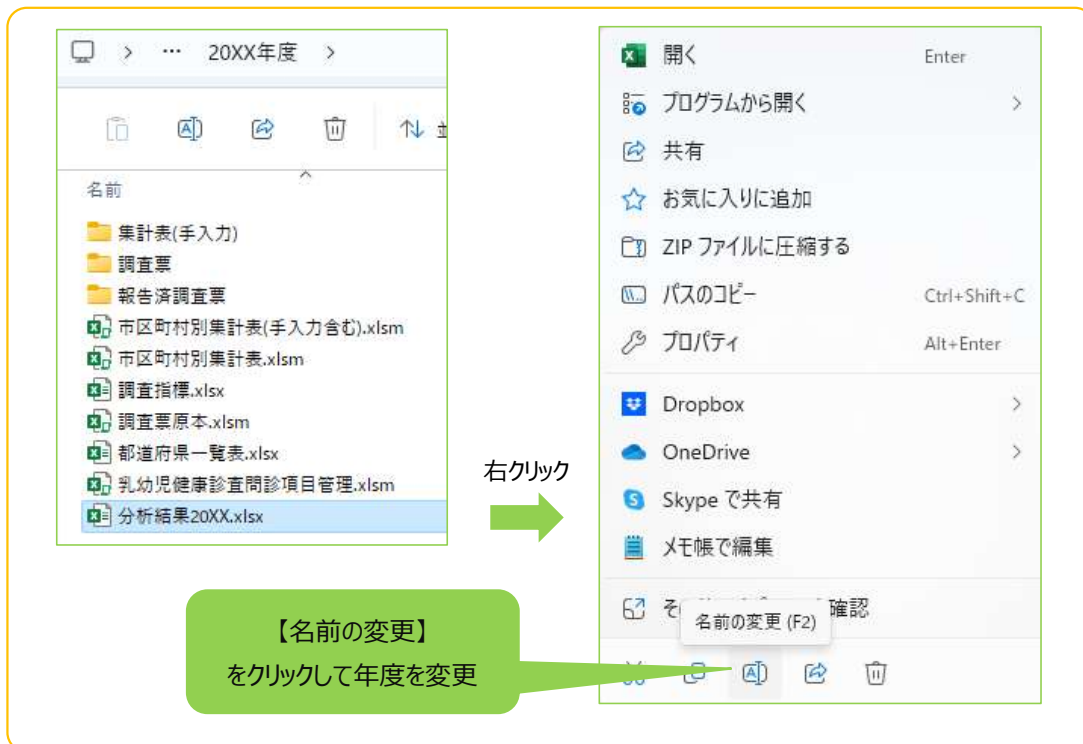 … 20XX年度
名前
集計表(手入力)
調査票
報告済調査票
市区町村別集計表(手入力含む).xlsm
市区町村別集計表.xlsm
調査指標.xlsx
調査票原本.xlsm
都道府県一覧表.xlsx
乳幼児健康診査問診項目管理.xlsm
分析結果20XX.xlsx
右クリック
開く Enter
プログラムから開く
共有
お気に入りに追加
ZIP ファイルに圧縮する
パスのコピー Ctrl+Shift+C
プロパティ Alt+Enter
Dropbox
OneDrive
Skype で共有
メモ帳で編集
確認
名前の変更 (F2)
【名前の変更】
をクリックして年度を変更